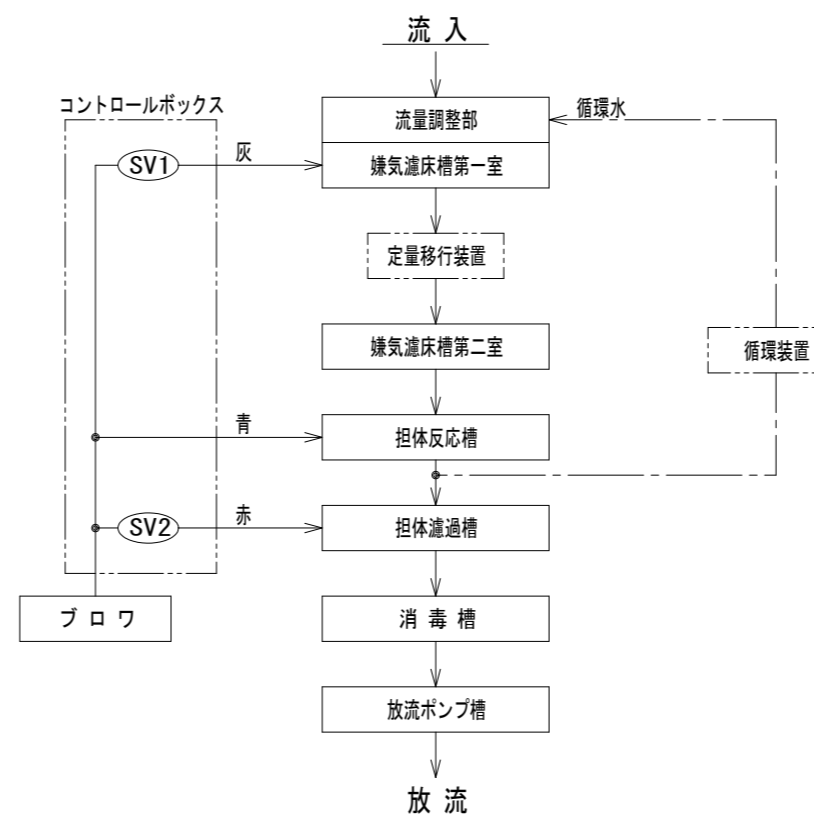 流 入
コントロールボックス
流量調整部
循環水
SV1
灰
嫌気濾床槽第一室
定量移行装置
嫌気濾床槽第二室
循環装置
青
担体反応槽
SV2
赤
担体濾過槽
ブ ロ ワ
消 毒 槽
放流ポンプ槽
放 流